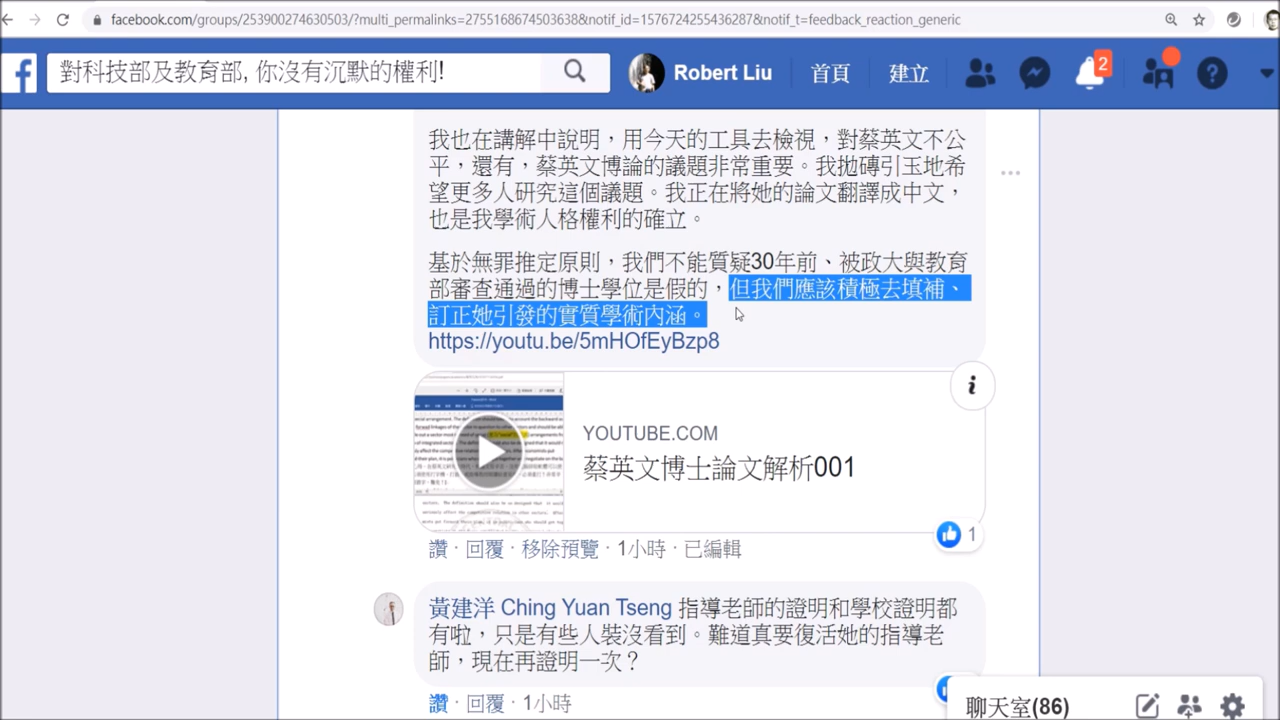 facebook.com/groups/253900274630503/?multi_permalinks=2755168674503638&notif_id=1576724255436287&notif_t=feedback_reaction_generic
對科技部及教育部, 你沒有沉默的權利!
Robert Liu
首頁
建立
2
我也在講解中說明，用今天的工具去檢視，對蔡英文不公
平，還有，蔡英文博論的議題非常重要。我拋磚引玉地希
望更多人研究這個議題。我正在將她的論文翻譯成中文，
也是我學術人格權利的確立。
基於無罪推定原則，我們不能質疑30年前、被政大與教育
部審查通過的博士學位是假的，但我們應該積極去填補、
訂正她引發的實質學術內涵。
https://youtu.be/5mHOfEyBzp8
YOUTUBE.COM
蔡英文博士論文解析001
1
讚 · 回覆 · 移除預覽 · 1小時 · 已編輯
黃建洋 Ching Yuan Tseng 指導老師的證明和學校證明都
有啦，只是有些人裝沒看到。難道真要復活她的指導老
師，現在再證明一次？
讚 · 回覆 · 1小時
聊天室(86)